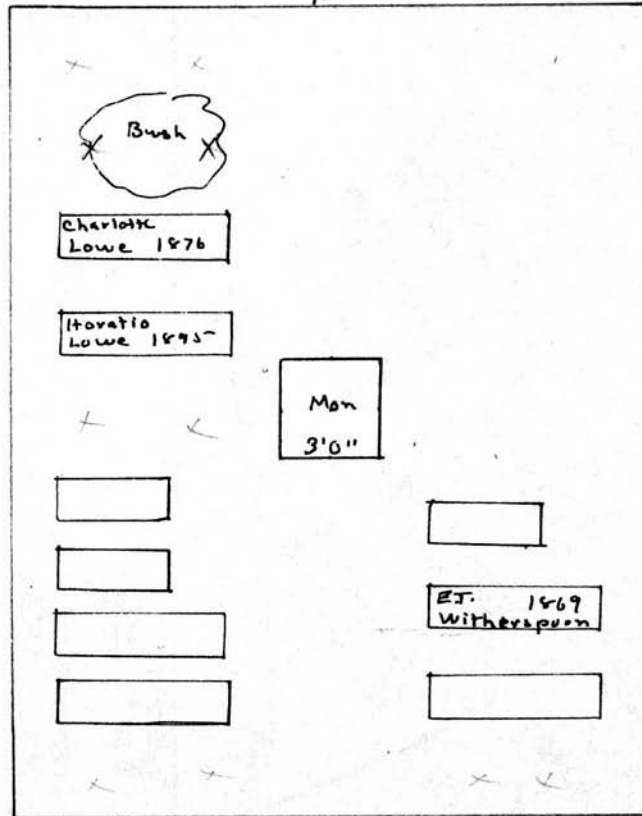 Bush
Charlotte
Lowe 1876
Horatio
Lowe 1895
Mon
3'0"
E.J. 1869
Witherspoon